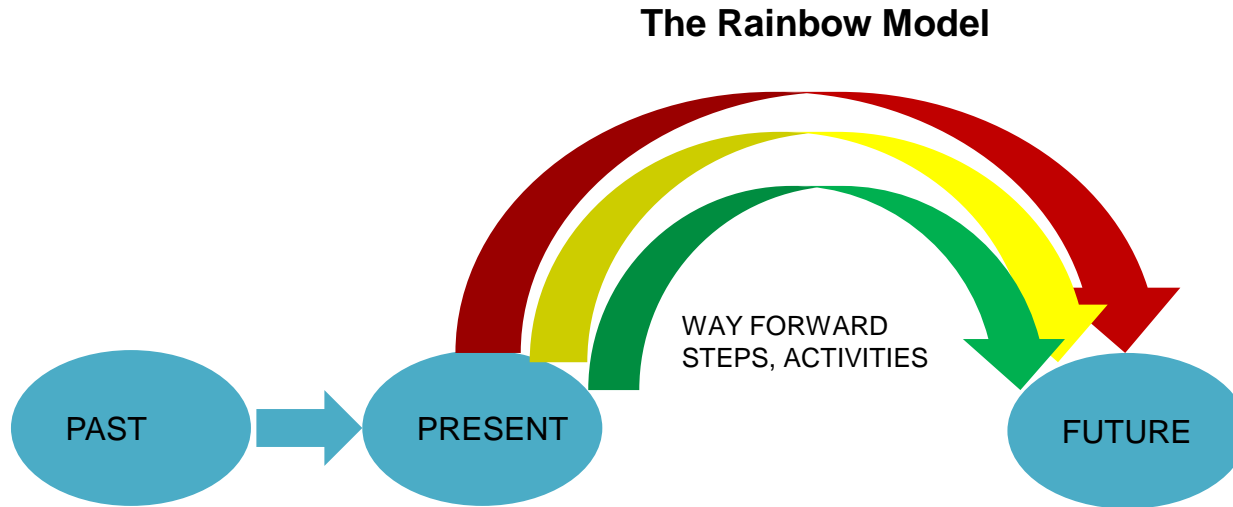 The Rainbow Model
WAY FORWARD
STEPS, ACTIVITIES
PAST
PRESENT
FUTURE